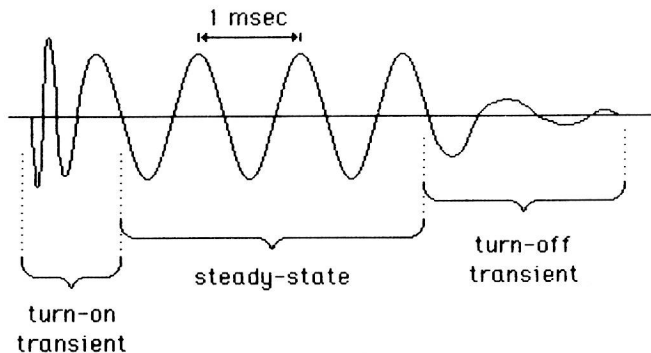 1 msec
steady-state
turn-off
transient
turn-on
transient